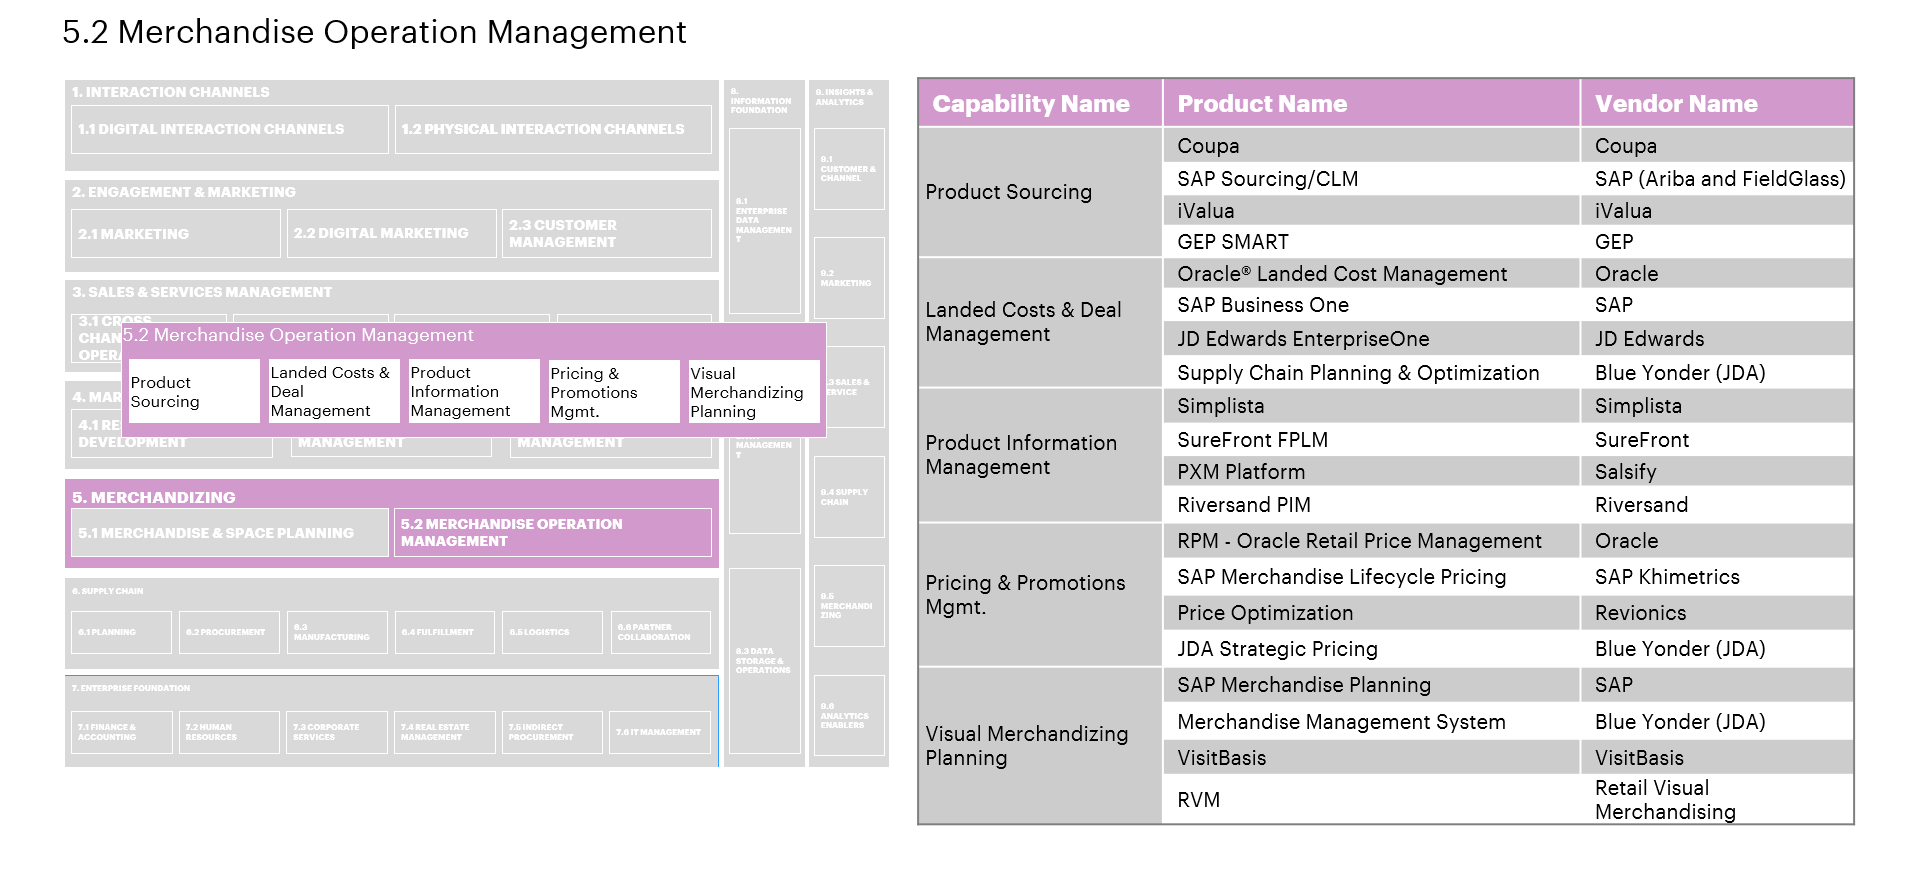 5.2 Merchandise Operation Management
1. INTERACTION CHANNELS
1.1 DIGITAL INTERACTION CHANNELS
1.2 PHYSICAL INTERACTION CHANNELS
2. ENGAGEMENT & MARKETING
2.1 MARKETING
2.2 DIGITAL MARKETING
2.3 CUSTOMER
MANAGEMENT
3. SALES & SERVICES MANAGEMENT
3.1 CROSS
CHAN
OPERA
5.2 Merchandise Operation Management
Product
Sourcing
Landed Costs &
Deal
Management
Product
Information
Management
Pricing &
Promotions
Mgmt.
Visual
Merchandizing
Planning
4. MAR
4.1 RE
DEVELOPMENT
MANAGEMENT
MANAGEMENT
5. MERCHANDIZING
5.1 MERCHANDISE & SPACE PLANNING
5.2 MERCHANDISE OPERATION
MANAGEMENT
6. SUPPLY CHAIN
6.1 PLANNING
6.2 PROCUREMENT
6.3
MANUFACTURING
6.4 FULFILLMENT
6.5 LOGISTICS
6.6 PARTNER
COLLABORATION
7. ENTERPRISE FOUNDATION
7.1 FINANCE &
ACCOUNTING
7.2 HUMAN
RESOURCES
7.3 CORPORATE
SERVICES
7.4 REAL ESTATE
MANAGEMENT
7.5 INDIRECT
PROCUREMENT
7.6 IT MANAGEMENT
8.
INFORMATION
FOUNDATION
8.1
ENTERPRISE
DATA
MANAGEMEN
T
MANAGEMEN
T
8.3 DATA
STORAGE &
OPERATIONS
9. INSIGHTS &
ANALYTICS
9.1
CUSTOMER &
CHANNEL
9.2
MARKETING
.3 SALES &
ERVICE
9.4 SUPPLY
CHAIN
9.5
MERCHANDI
ZING
9.6
ANALYTICS
ENABLERS
Capability Name Product Name Vendor Name
Product Sourcing
Coupa Coupa
SAP Sourcing/CLM SAP (Ariba and FieldGlass)
iValua iValua
GEP SMART GEP
Landed Costs & Deal
Management
Oracle® Landed Cost Management Oracle
SAP Business One SAP
JD Edwards EnterpriseOne JD Edwards
Supply Chain Planning & Optimization Blue Yonder (JDA)
Product Information
Management
Simplista Simplista
SureFront FPLM SureFront
PXM Platform Salsify
Riversand PIM Riversand
Pricing & Promotions
Mgmt.
RPM - Oracle Retail Price Management Oracle
SAP Merchandise Lifecycle Pricing SAP Khimetrics
Price Optimization Revionics
JDA Strategic Pricing Blue Yonder (JDA)
Visual Merchandizing
Planning
SAP Merchandise Planning SAP
Merchandise Management System Blue Yonder (JDA)
VisitBasis VisitBasis
RVM Retail Visual
Merchandising